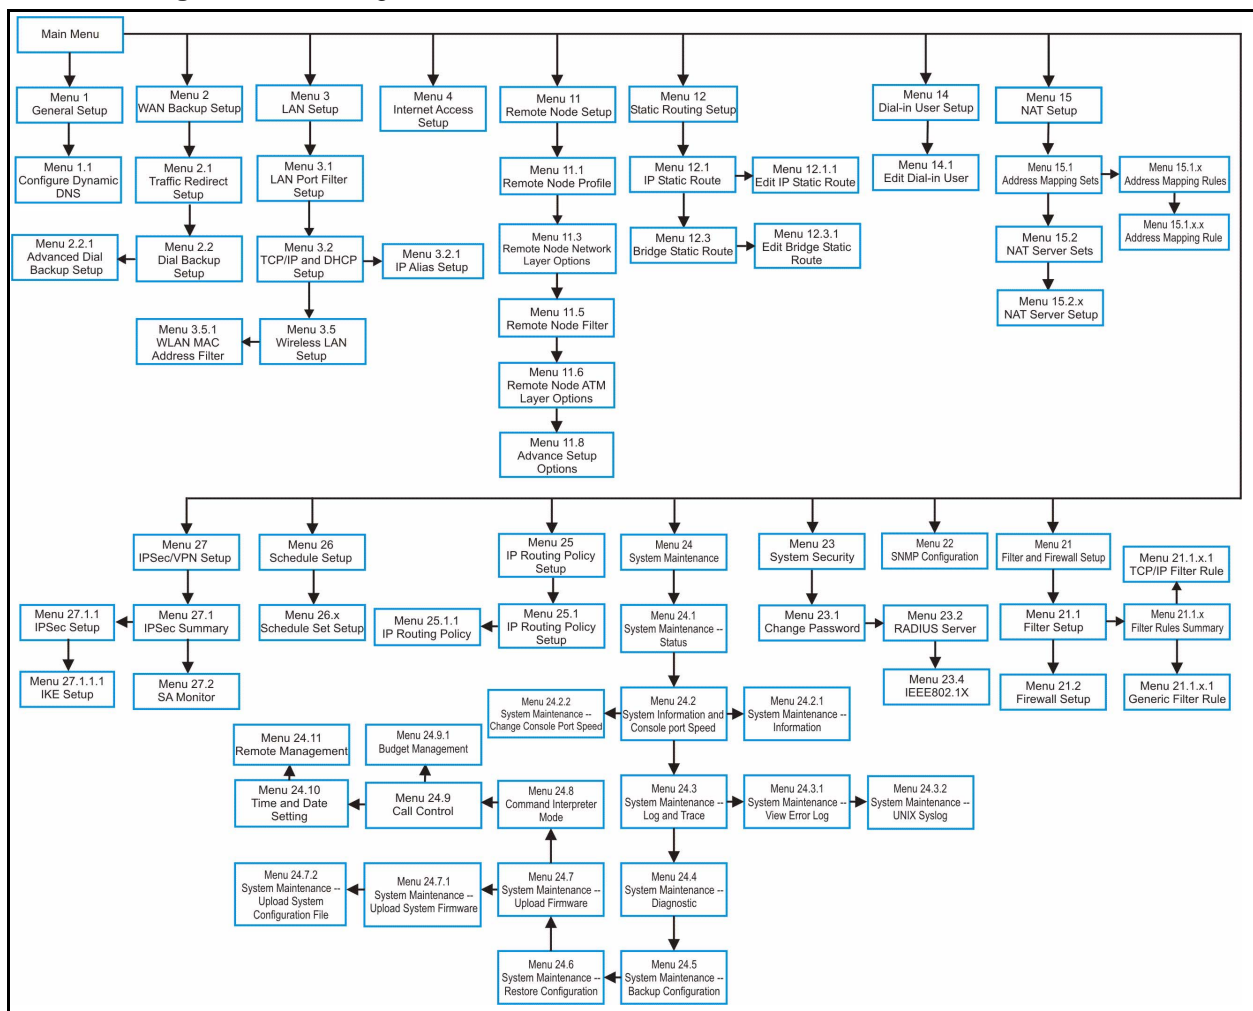 Main Menu
Menu 1
General Setup
Menu 2
WAN Backup Setup
Menu 3
LAN Setup
Menu 4
Internet Access
Setup
Menu 11
Remote Node Setup
Menu 12
Static Routing Setup
Menu 14
Dial-in User Setup
Menu 15
NAT Setup
Menu 1.1
Configure Dynamic
DNS
Menu 2.1
Traffic Redirect
Setup
Menu 3.1
LAN Port Filter
Setup
Menu 11.1
Remote Node Profile
Menu 12.1
IP Static Route
Menu 12.1.1
Edit IP Static Route
Menu 14.1
Edit Dial-in User
Menu 15.1
Address Mapping Sets
Menu 15.1.x
Address Mapping Rules
Menu 15.1.x.x
Address Mapping Rule
Menu 2.2.1
Advanced Dial
Backup Setup
Menu 2.2
Dial Backup
Setup
Menu 3.2
TCP/IP and DHCP
Setup
Menu 3.2.1
IP Alias Setup
Menu 11.3
Remote Node Network
Layer Options
Menu 12.3
Bridge Static Route
Menu 12.3.1
Edit Bridge Static
Route
Menu 15.2
NAT Server Sets
Menu 15.2.x
NAT Server Setup
Menu 3.5.1
WLAN MAC
Address Filter
Menu 3.5
Wireless LAN
Setup
Menu 11.5
Remote Node Filter
Menu 11.6
Remote Node ATM
Layer Options
Menu 11.8
Advance Setup
Options
Menu 27
IPSec/VPN Setup
Menu 26
Schedule Setup
Menu 25
IP Routing Policy
Setup
Menu 24
System Maintenance
Menu 23
System Security
Menu 22
SNMP Configuration
Menu 21
Filter and Firewall Setup
Menu 21.1.x.1
TCP/IP Filter Rule
Menu 27.1.1
IPSec Setup
Menu 27.1
IPSec Summary
Menu 26.x
Schedule Set Setup
Menu 25.1.1
IP Routing Policy
Menu 25.1
IP Routing Policy
Setup
Menu 24.1
System Maintenance --
Status
Menu 23.1
Change Password
Menu 23.2
RADIUS Server
Menu 21.1
Filter Setup
Menu 21.1.x
Filter Rules Summary
Menu 27.1.1.1
IKE Setup
Menu 27.2
SA Monitor
Menu 23.4
IEEE802.1X
Menu 21.2
Firewall Setup
Menu 21.1.x.1
Generic Filter Rule
Menu 24.2.2
System Maintenance --
Change Console Port Speed
Menu 24.2
System Information and
Console port Speed
Menu 24.2.1
System Maintenance --
Information
Menu 24.11
Remote Management
Menu 24.9.1
Budget Management
Menu 24.10
Time and Date
Setting
Menu 24.9
Call Control
Menu 24.8
Command Interpreter
Mode
Menu 24.3
System Maintenance --
Log and Trace
Menu 24.3.1
System Maintenance --
View Error Log
Menu 24.3.2
System Maintenance --
UNIX Syslog
Menu 24.7.2
System Maintenance --
Upload System
Configuration File
Menu 24.7.1
System Maintenance --
Upload System Firmware
Menu 24.7
System Maintenance --
Upload Firmware
Menu 24.4
System Maintenance --
Diagnostic
Menu 24.6
System Maintenance --
Restore Configuration
Menu 24.5
System Maintenance --
Backup Configuration